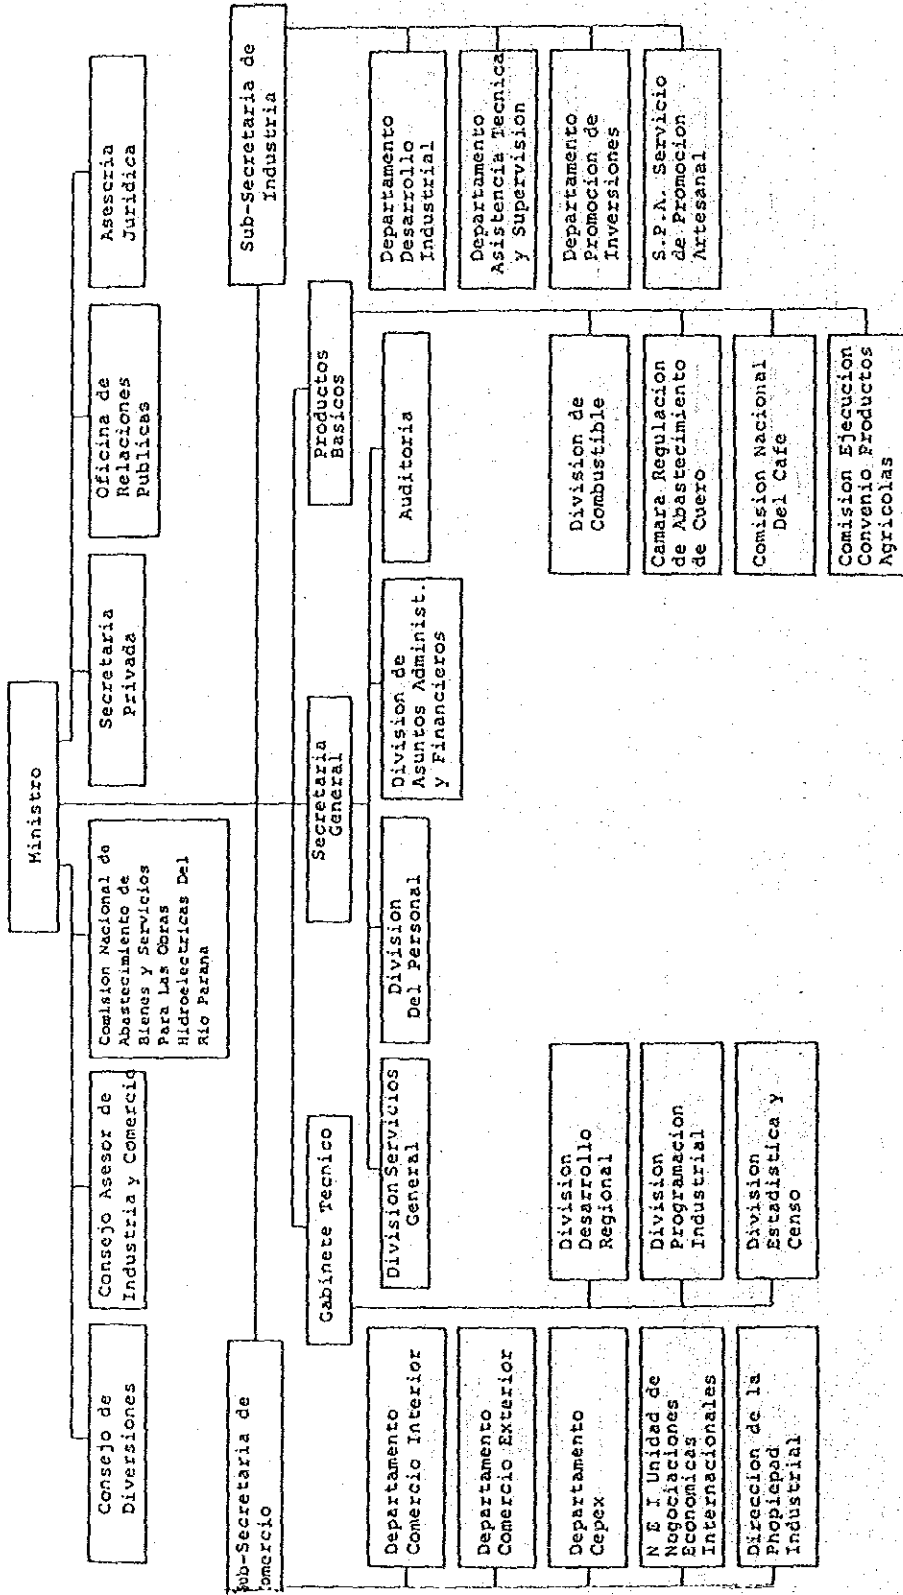 Ministro
Consejo de
Diversiones
Consejo Asesor de
Industria y Comercio
Comision Nacional de
Abastecimiento de
Bienes y Servicios
Para Las Obras
Hidroelectricas Del
Rio Parana
Secretaria
Privada
Oficina de
Relaciones
Publicas
Asescria
Juridica
Sub-Secretaria de
Comercio
Sub-Secretaria de
Industria
Gabinete Tecnico
Secretaria
General
Productos
Basicos
Division Servicios
General
Division
Del Personal
Division de
Asuntos Administ.
y Financieros
Auditoria
Departamento
Comercio Interior
Departamento
Comercio Exterior
Departamento
Cepex
N E I Unidad de
Nogociaciones
Economicas
Internacionales
Direccion de la
Phopiepad
Industrial
Division
Desarrollo
Regional
Division
Programacion
Industrial
Division
Estadistica y
Censo
Division de
Combustible
Camara Regulacion
de Abastecimiento
de Cuero
Comision Nacional
Del Cafe
Comision Ejecucion
Convenio Productos
Agricolas
Departamento
Desarrollo
Industrial
Departamento
Asistencia Tecnica
y Supervision
Departamento
Promocion de
Inversiones
S.P.A. Servicio
de Promocion
Artesanal